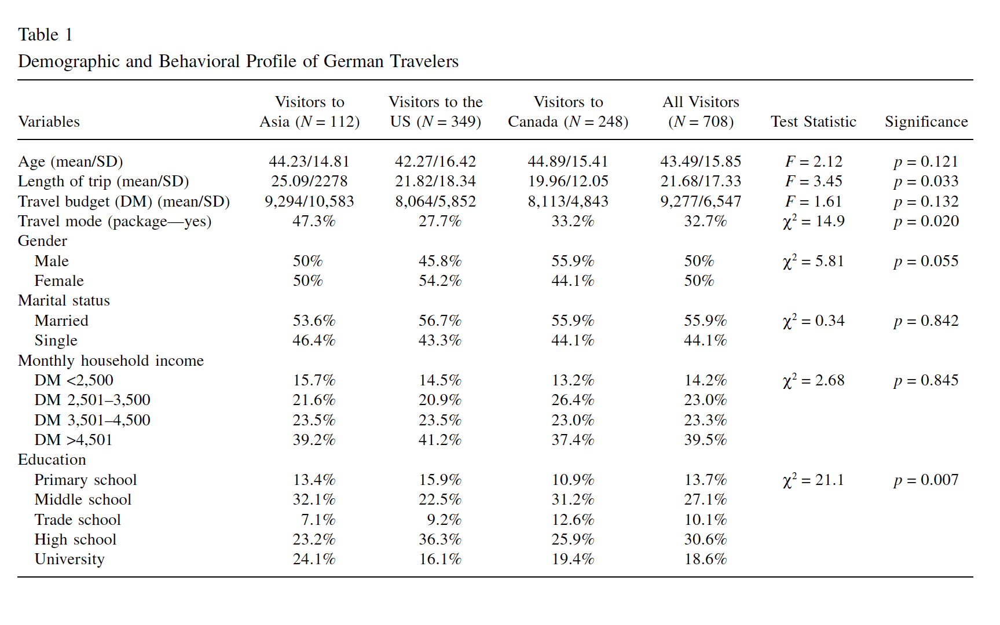 Table 1
Demographic and Behavioral Profile of German Travelers
Variables Visitors to Asia (N = 112) Visitors to the US (N = 349) Visitors to Canada (N = 248) All Visitors (N = 708) Test Statistic Significance
Age (mean/SD) 44.23/14.81 42.27/16.42 44.89/15.41 43.49/15.85 F = 2.12 p = 0.121
Length of trip (mean/SD) 25.09/2278 21.82/18.34 19.96/12.05 21.68/17.33 F = 3.45 p = 0.033
Travel budget (DM) (mean/SD) 9,294/10,583 8,064/5,852 8,113/4,843 9,277/6,547 F = 1.61 p = 0.132
Travel mode (package—yes) 47.3% 27.7% 33.2% 32.7% χ² = 14.9 p = 0.020
Gender
Male 50% 45.8% 55.9% 50% χ² = 5.81 p = 0.055
Female 50% 54.2% 44.1% 50%
Marital status
Married 53.6% 56.7% 55.9% 55.9% χ² = 0.34 p = 0.842
Single 46.4% 43.3% 44.1% 44.1%
Monthly household income
DM <2,500 15.7% 14.5% 13.2% 14.2% χ² = 2.68 p = 0.845
DM 2,501–3,500 21.6% 20.9% 26.4% 23.0%
DM 3,501–4,500 23.5% 23.5% 23.0% 23.3%
DM >4,501 39.2% 41.2% 37.4% 39.5%
Education
Primary school 13.4% 15.9% 10.9% 13.7% χ² = 21.1 p = 0.007
Middle school 32.1% 22.5% 31.2% 27.1%
Trade school 7.1% 9.2% 12.6% 10.1%
High school 23.2% 36.3% 25.9% 30.6%
University 24.1% 16.1% 19.4% 18.6%